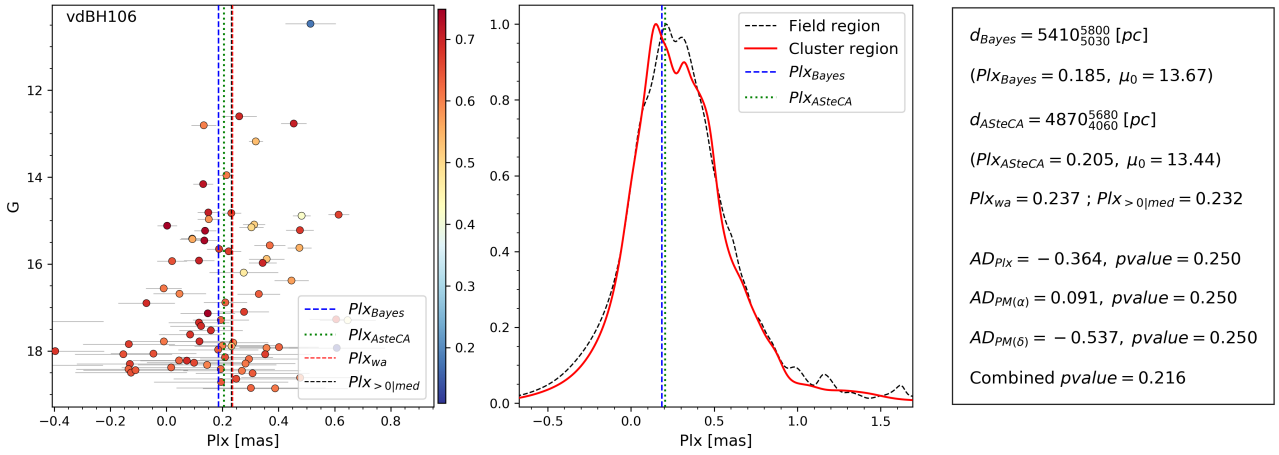 vdBH106
G
12
14
16
18
−0.4 −0.2 0.0 0.2 0.4 0.6 0.8
Plx [mas]
Plx_Bayes
Plx_AsteCA
Plx_wa
Plx_>0|med
0.7
0.6
0.5
0.4
0.3
0.2
1.0
0.8
0.6
0.4
0.2
0.0
−0.5 0.0 0.5 1.0 1.5
Plx [mas]
Field region
Cluster region
Plx_Bayes
Plx_ASteCA
d_Bayes = 5410^5800_5030 [pc]
(Plx_Bayes = 0.185, μ_0 = 13.67)
d_ASteCA = 4870^5680_4060 [pc]
(Plx_ASteCA = 0.205, μ_0 = 13.44)
Plx_wa = 0.237 ; Plx_>0|med = 0.232
AD_Plx = −0.364, pvalue = 0.250
AD_PM(α) = 0.091, pvalue = 0.250
AD_PM(δ) = −0.537, pvalue = 0.250
Combined pvalue = 0.216